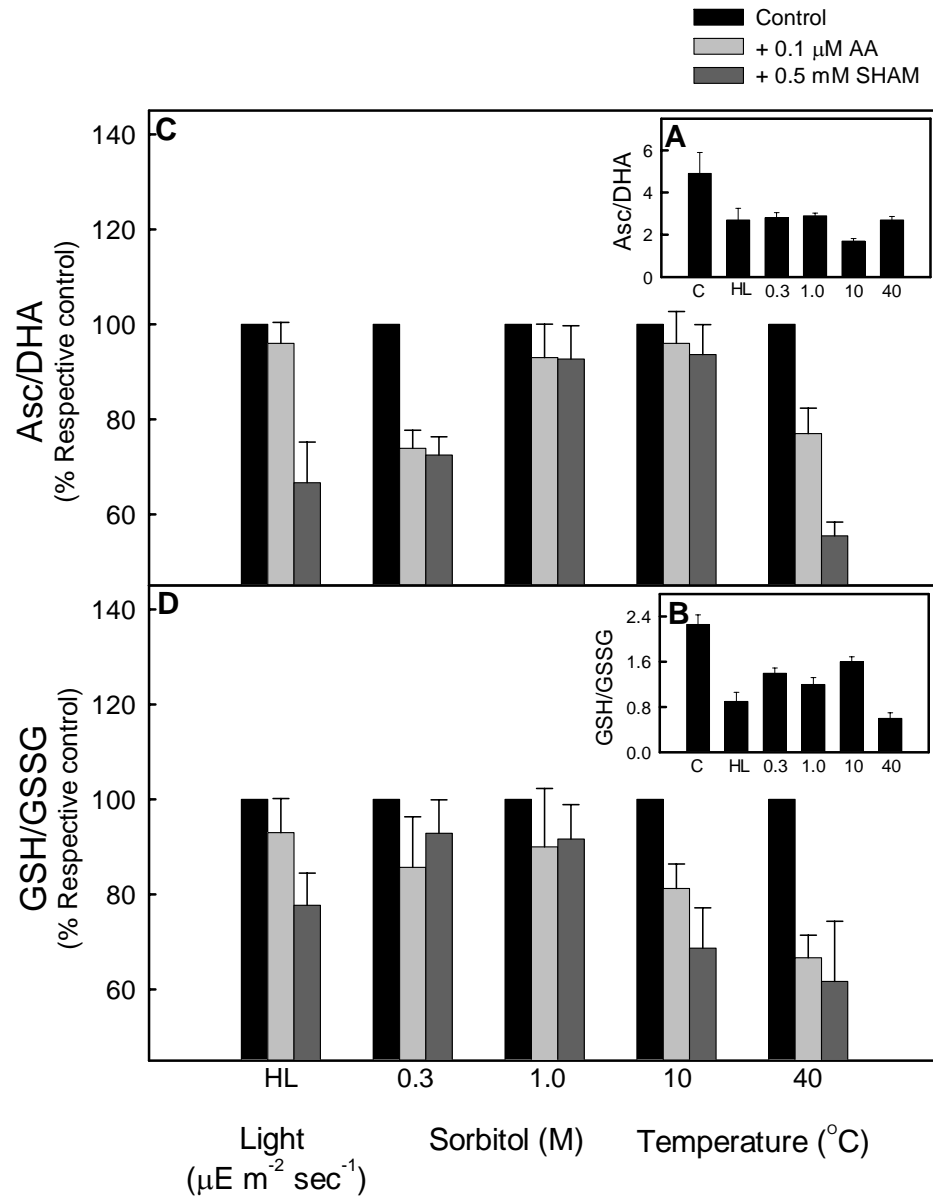 Control
+ 0.1 μM AA
+ 0.5 mM SHAM
C
140
120
100
80
60
Asc/DHA
(% Respective control)
A
6
4
2
0
Asc/DHA
C HL 0.3 1.0 10 40
D
140
120
100
80
60
GSH/GSSG
(% Respective control)
B
2.4
1.6
0.8
0.0
GSH/GSSG
C HL 0.3 1.0 10 40
HL 0.3 1.0 10 40
Light Sorbitol (M) Temperature (°C)
(μE m⁻² sec⁻¹)